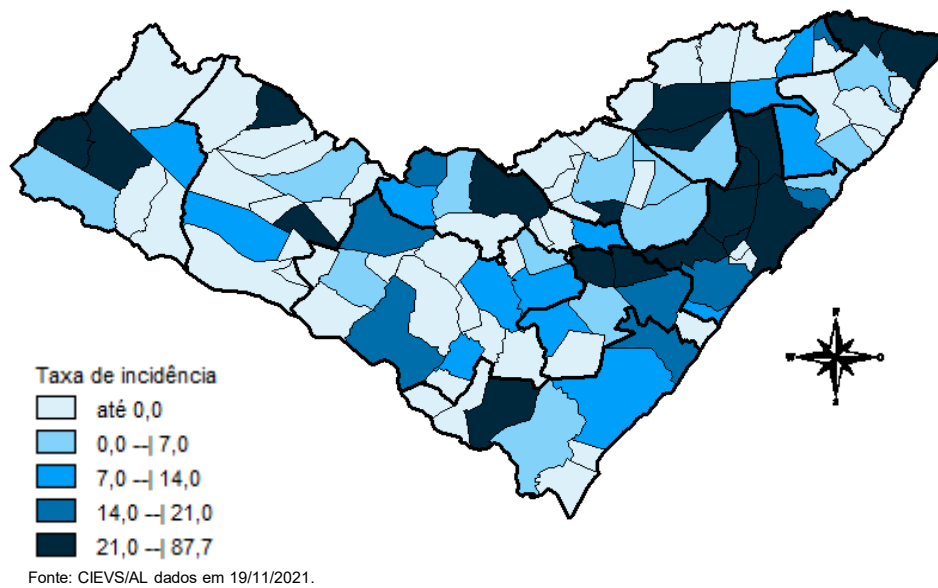 N
W
O
S
Taxa de incidência
até 0,0
0,0 --| 7,0
7,0 --| 14,0
14,0 --| 21,0
21,0 --| 87,7
Fonte: CIEVS/AL dados em 19/11/2021.